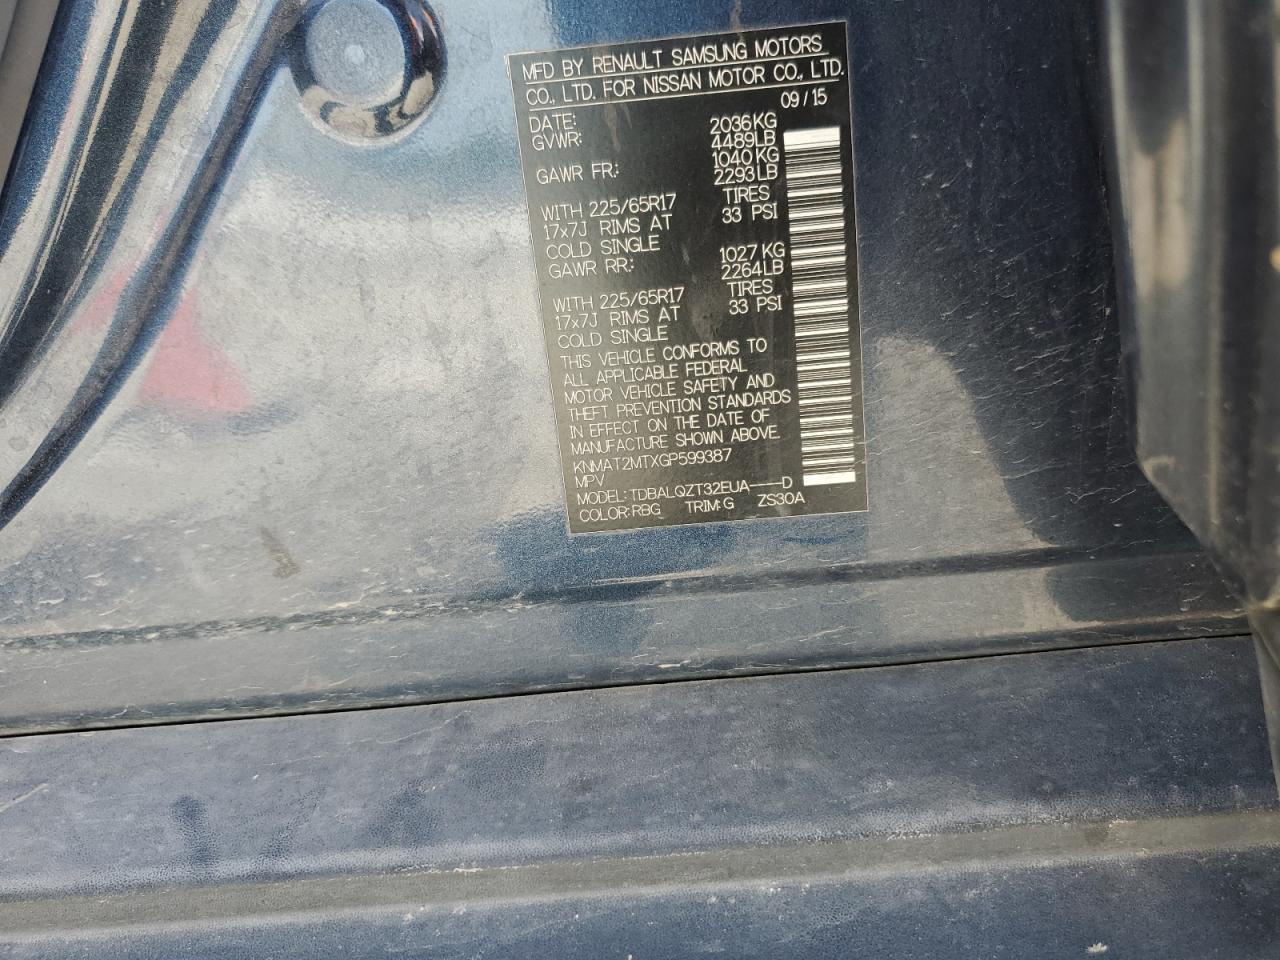 MFD BY RENAULT SAMSUNG MOTORS
CO., LTD. FOR NISSAN MOTOR CO., LTD.
DATE: 09/15
GVWR: 2036KG
4489LB
GAWR FR: 1040KG
2293LB
WITH 225/65R17 TIRES
17x7J RIMS AT 33 PSI
COLD SINGLE
GAWR RR: 1027KG
2264LB
WITH 225/65R17 TIRES
17x7J RIMS AT 33 PSI
COLD SINGLE
THIS VEHICLE CONFORMS TO
ALL APPLICABLE FEDERAL
MOTOR VEHICLE SAFETY AND
THEFT PREVENTION STANDARDS
IN EFFECT ON THE DATE OF
MANUFACTURE SHOWN ABOVE.
KNMAT2MTXGP599387
MPV
MODEL: TDBALQZT32EUA----D
COLOR:RBG TRIM:G ZS30A